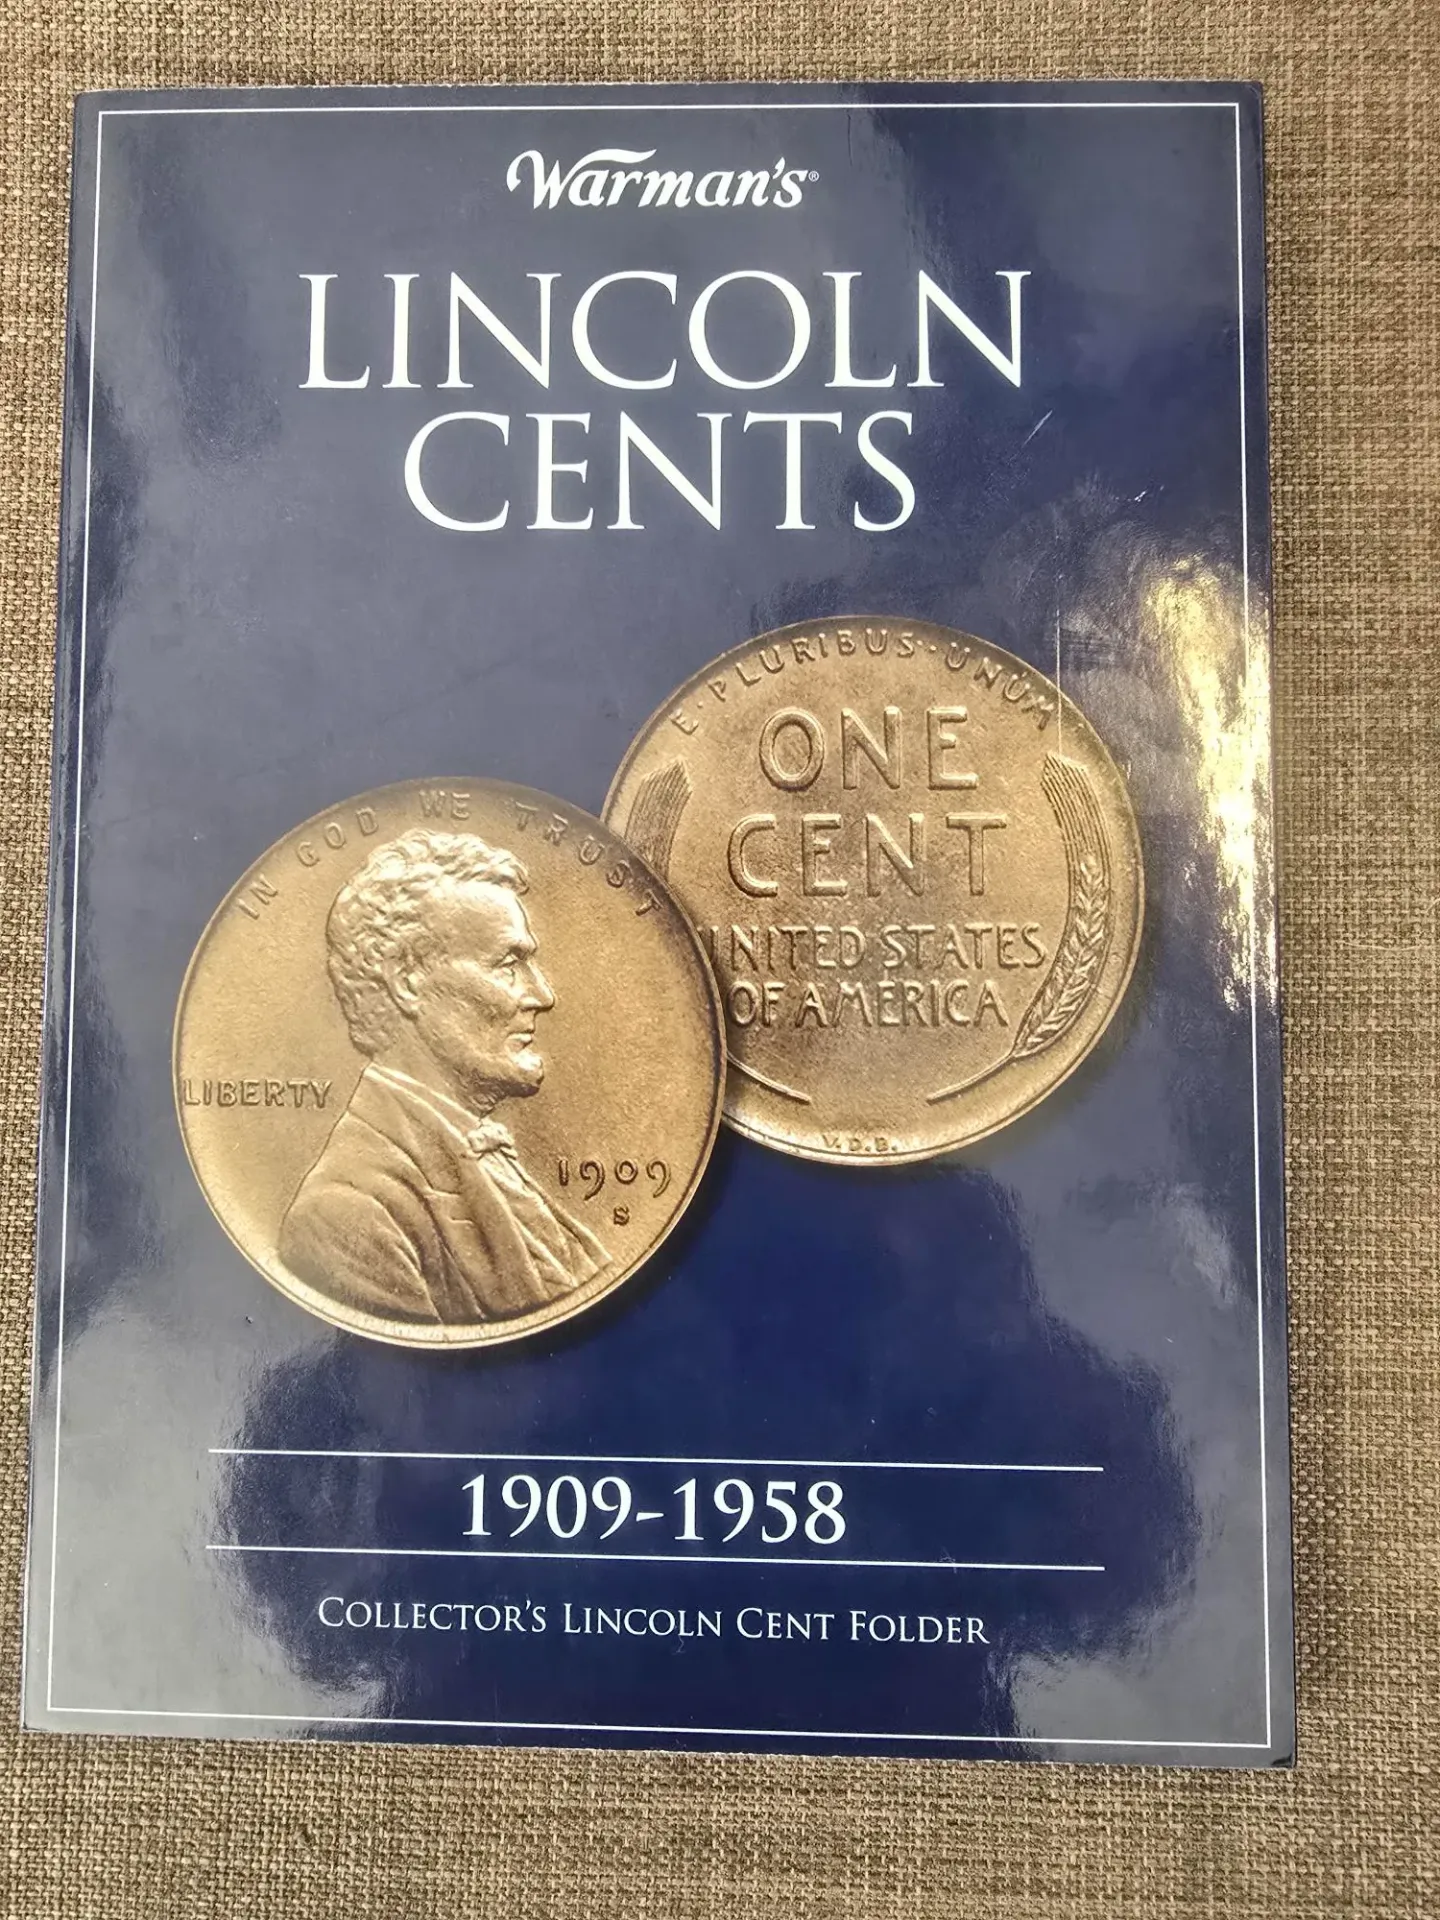 Warman's®
LINCOLN
CENTS
E·PLURIBUS·UNUM
ONE
CENT
UNITED STATES
OF AMERICA
V.D.B.
IN GOD WE TRUST
LIBERTY
1909
S
1909-1958
COLLECTOR'S LINCOLN CENT FOLDER